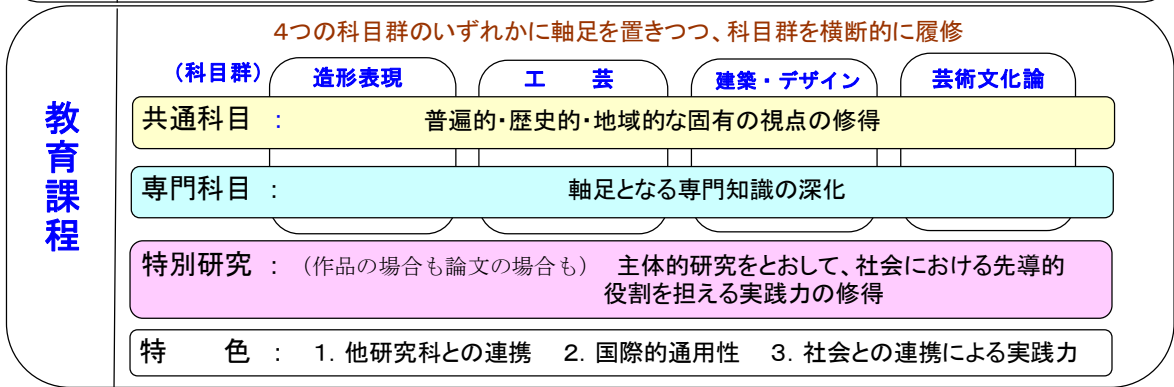 4つの科目群のいずれかに軸足を置きつつ、科目群を横断的に履修
(科目群) 造形表現 工芸 建築・デザイン 芸術文化論
教育課程
共通科目 : 普遍的・歴史的・地域的な固有の視点の修得
専門科目 : 軸足となる専門知識の深化
特別研究 : (作品の場合も論文の場合も) 主体的研究をとおして、社会における先導的
役割を担える実践力の修得
特色 : 1. 他研究科との連携 2. 国際的通用性 3. 社会との連携による実践力